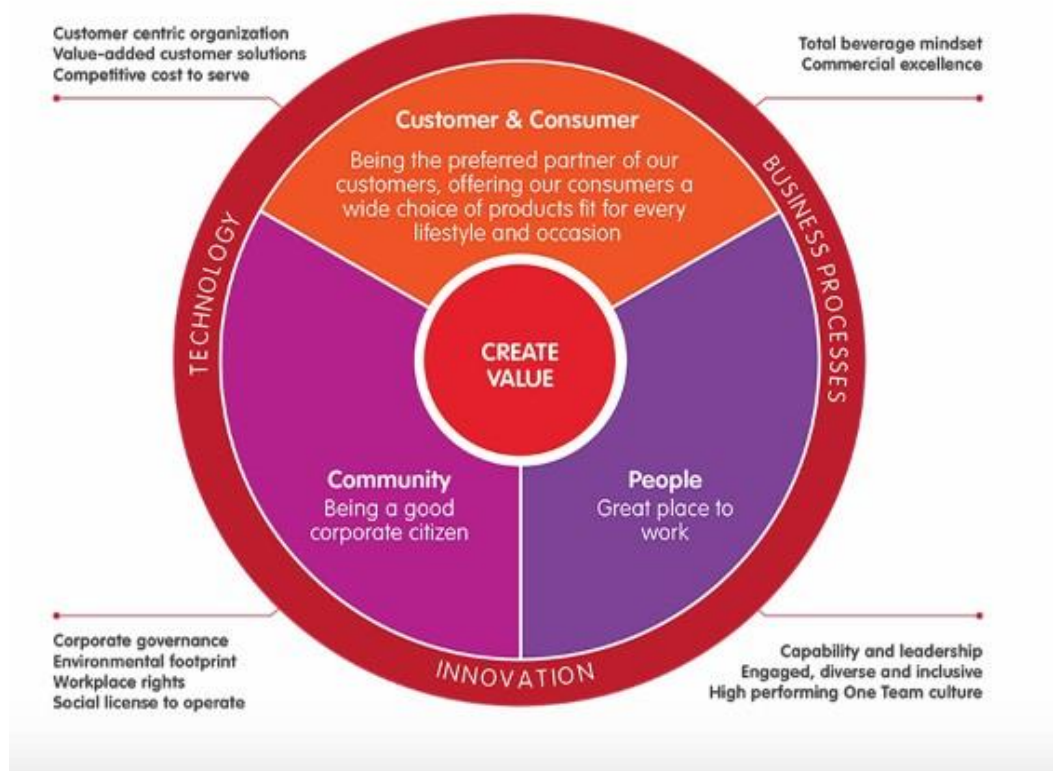 Customer centric organization
Value-added customer solutions
Competitive cost to serve
Total beverage mindset
Commercial excellence
Customer & Consumer
Being the preferred partner of our
customers, offering our consumers a
wide choice of products fit for every
lifestyle and occasion
TECHNOLOGY
BUSINESS PROCESSES
CREATE
VALUE
Community
Being a good
corporate citizen
People
Great place to
work
INNOVATION
Corporate governance
Environmental footprint
Workplace rights
Social license to operate
Capability and leadership
Engaged, diverse and inclusive
High performing One Team culture